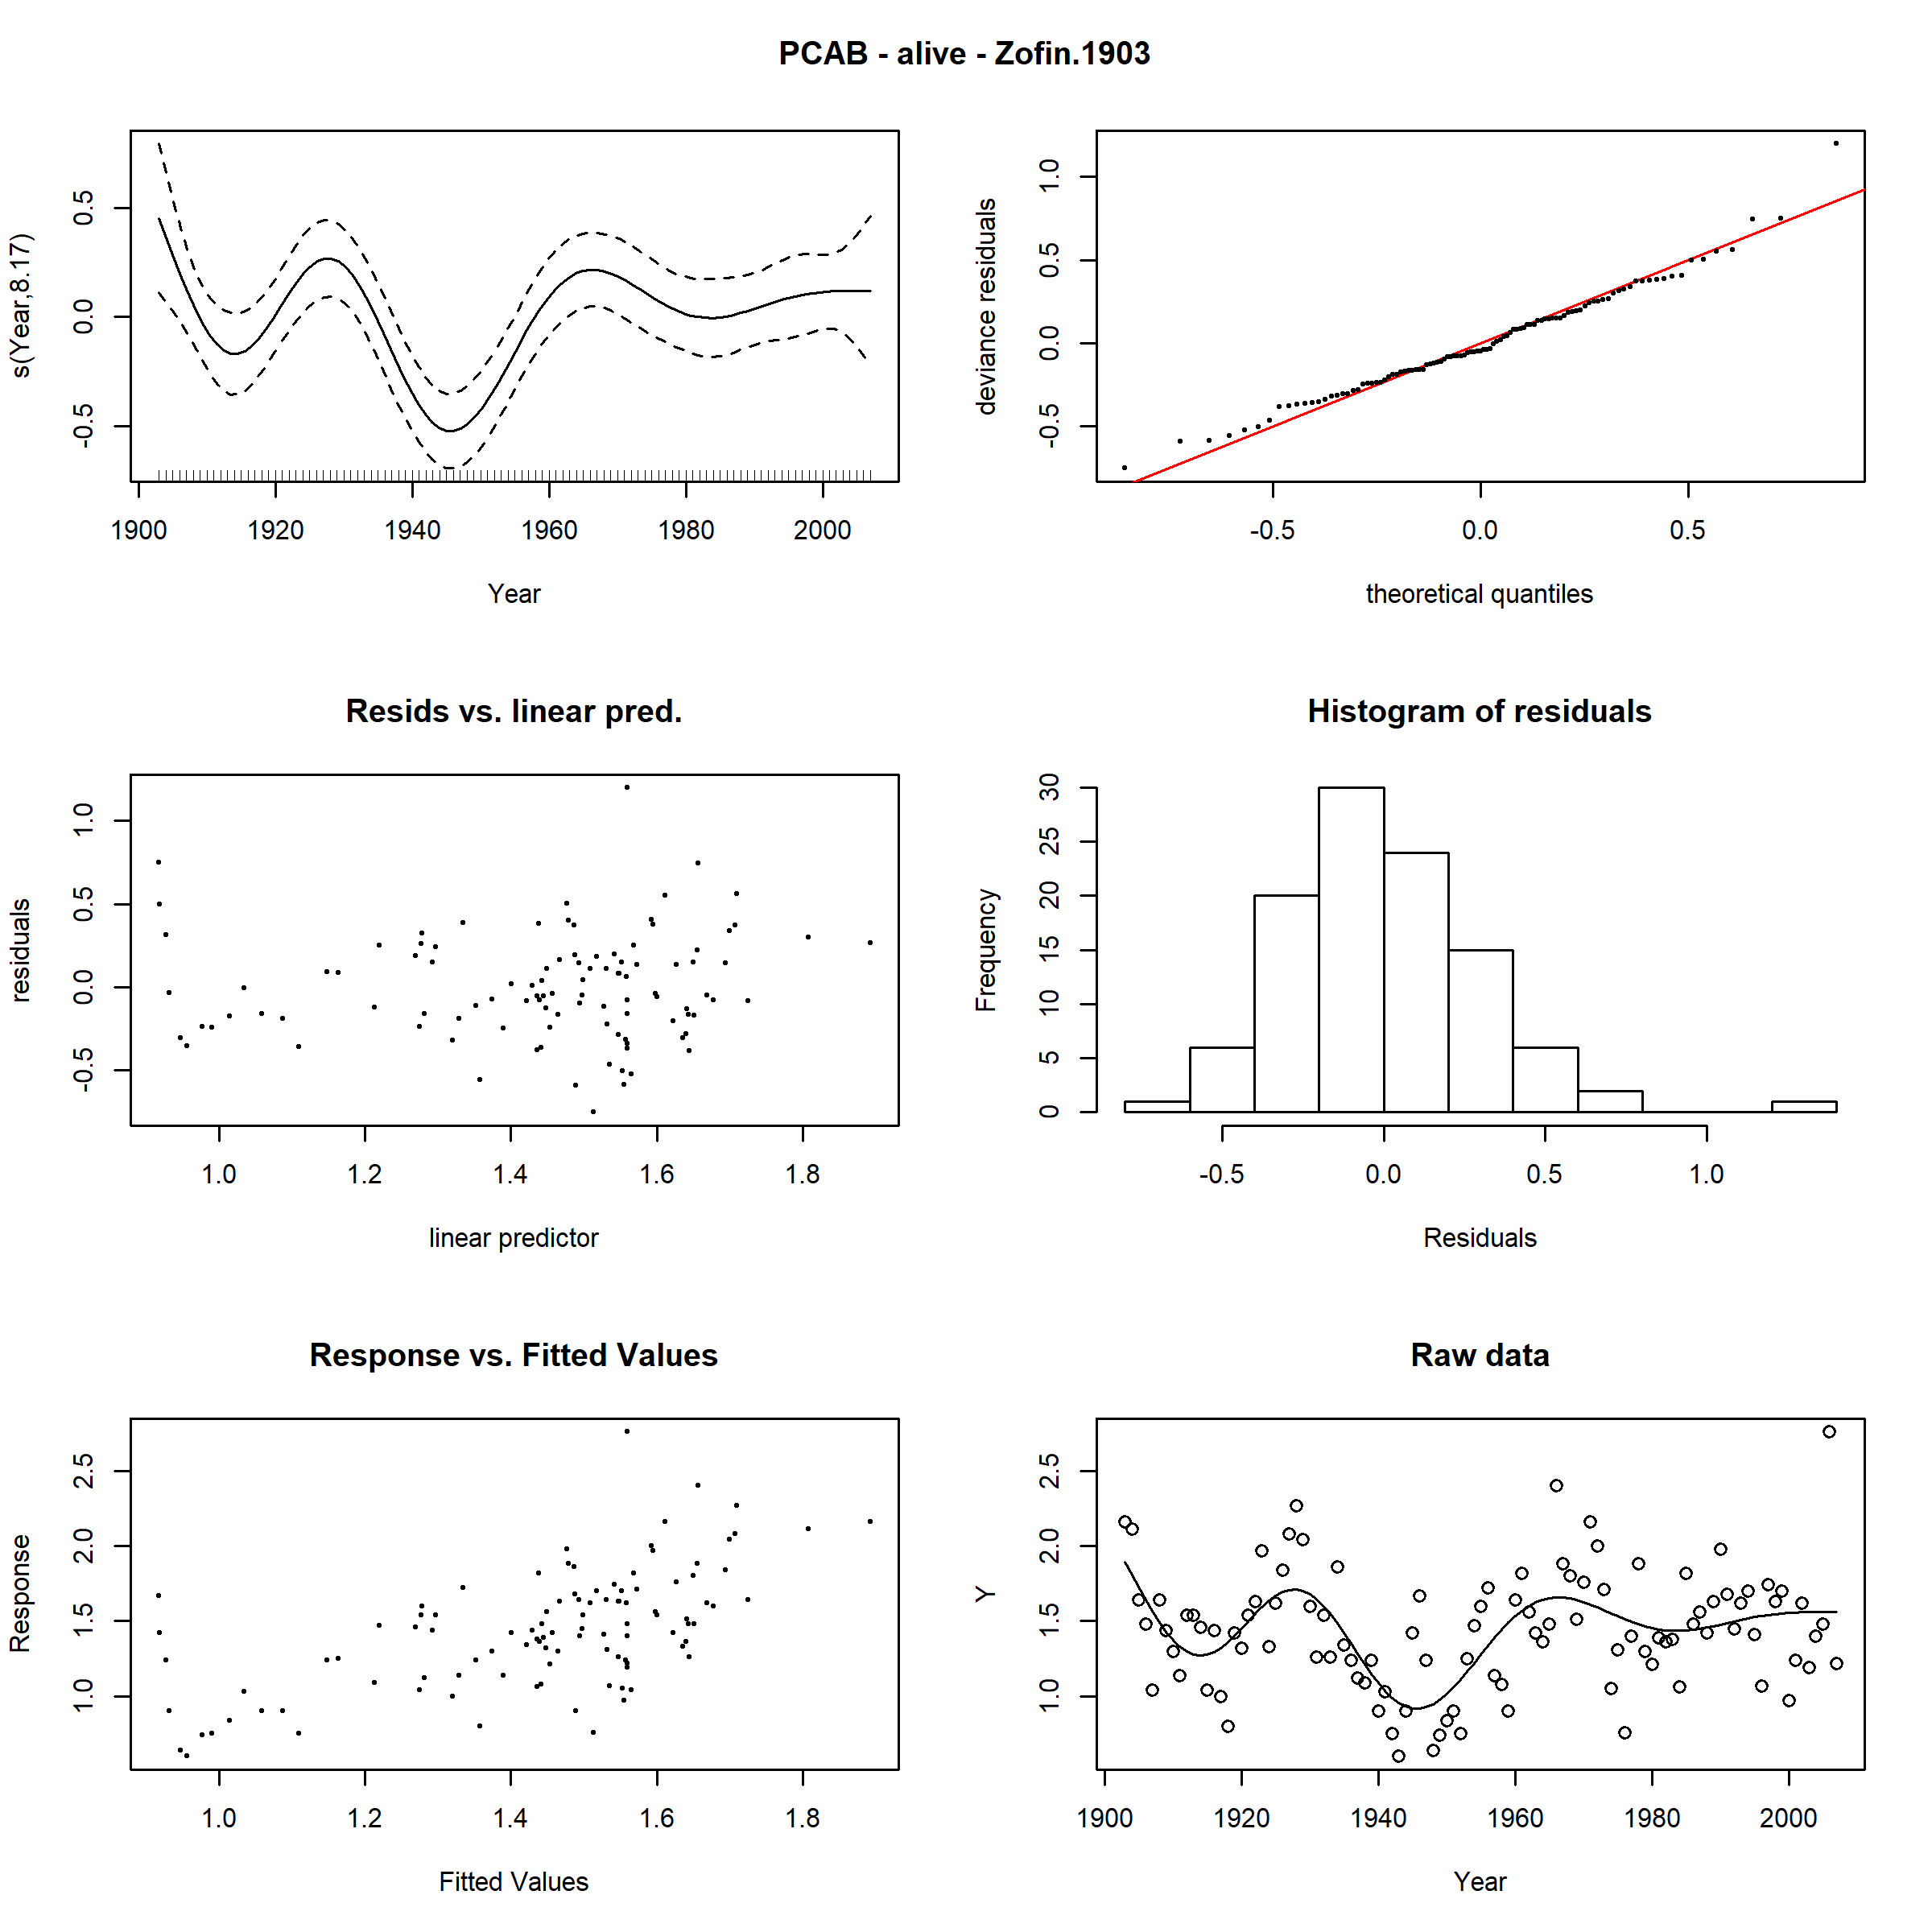 PCAB - alive - Zofin.1903
s(Year,8.17)
-0.5 0.0 0.5
1900 1920 1940 1960 1980 2000
Year
deviance residuals
-0.5 0.0 0.5 1.0
-0.5 0.0 0.5
theoretical quantiles
Resids vs. linear pred.
residuals
-0.5 0.0 0.5 1.0
1.0 1.2 1.4 1.6 1.8
linear predictor
Histogram of residuals
Frequency
0 5 10 15 20 25 30
-0.5 0.0 0.5 1.0
Residuals
Response vs. Fitted Values
Response
1.0 1.5 2.0 2.5
1.0 1.2 1.4 1.6 1.8
Fitted Values
Raw data
Y
1.0 1.5 2.0 2.5
1900 1920 1940 1960 1980 2000
Year